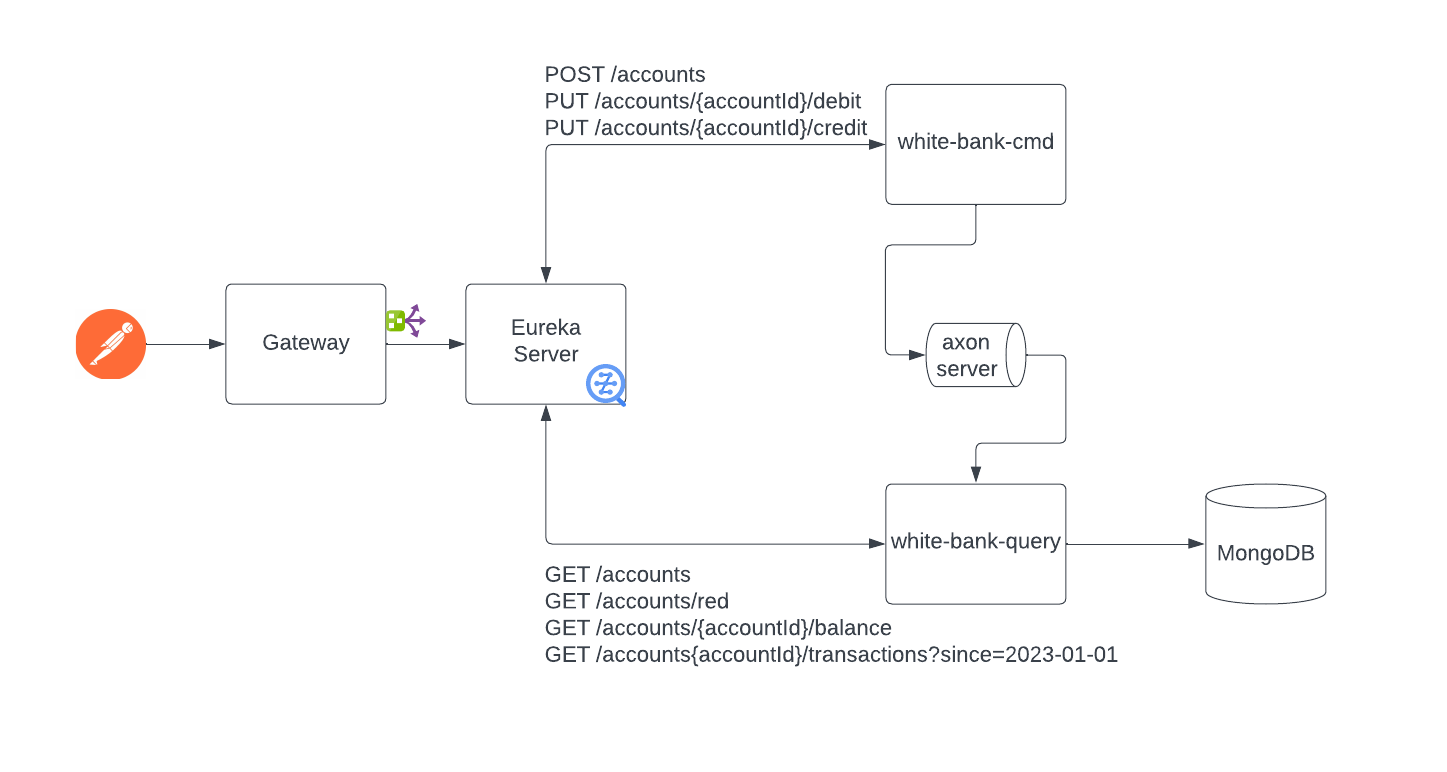 POST /accounts
PUT /accounts/{accountId}/debit
PUT /accounts/{accountId}/credit
white-bank-cmd
Gateway
Eureka
Server
axon
server
white-bank-query
MongoDB
GET /accounts
GET /accounts/red
GET /accounts/{accountId}/balance
GET /accounts{accountId}/transactions?since=2023-01-01